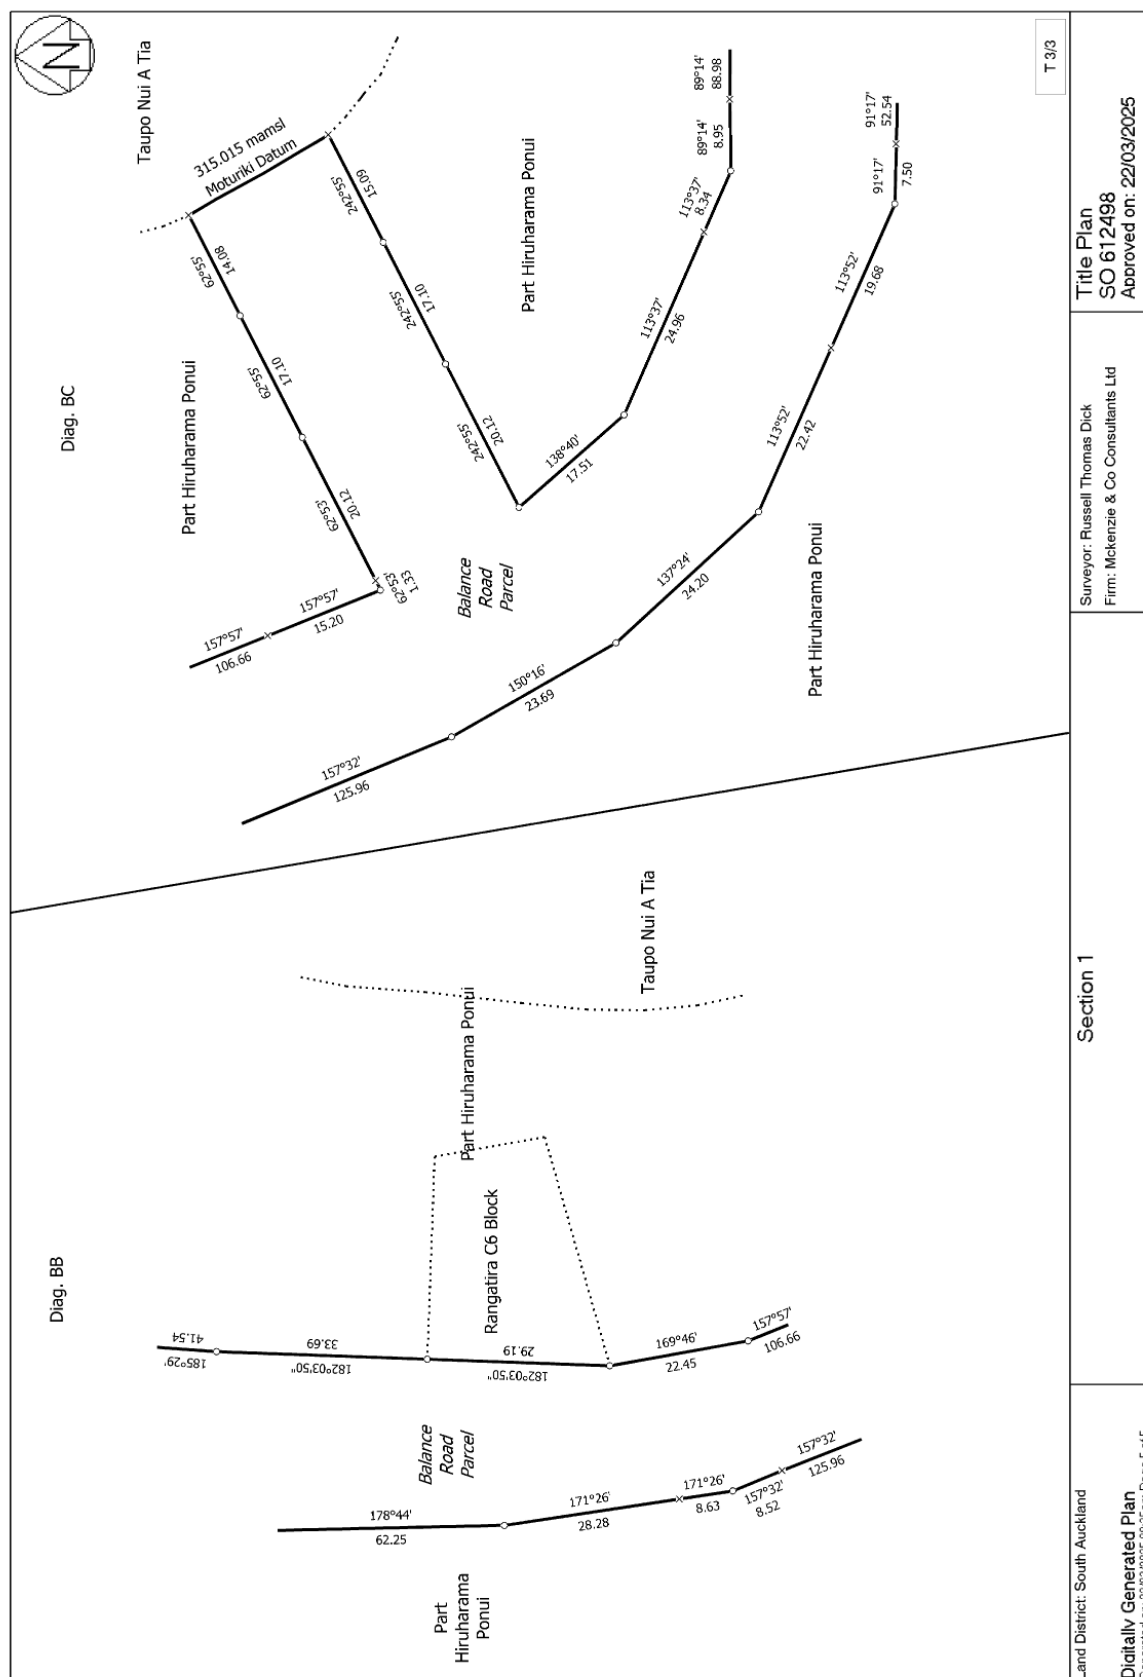 N
T 3/3
Diag. BC
Taupo Nui A Tia
315.015 mamsl
Moturiki Datum
Part Hiruharama Ponui
62°55'
14.08
62°55'
17.10
62°53'
20.12
62°53'
1.33
157°57'
15.20
157°57'
106.66
242°55'
15.09
242°55'
17.10
242°55'
20.12
Part Hiruharama Ponui
138°40'
17.51
113°37'
24.96
113°37'
8.34
89°14'
8.95
89°14'
88.98
Balance
Road
Parcel
91°17'
52.54
91°17'
7.50
113°52'
19.68
113°52'
22.42
137°24'
24.20
150°16'
23.69
157°32'
125.96
Part Hiruharama Ponui
Diag. BB
Taupo Nui A Tia
Part Hiruharama Ponui
Rangatira C6 Block
41.54
185°29'
33.69
182°03'50"
29.19
182°03'50"
169°46'
22.45
157°57'
106.66
Balance
Road
Parcel
178°44'
62.25
171°26'
28.28
171°26'
8.63
157°32'
8.52
157°32'
125.96
Part
Hiruharama
Ponui
Land District: South Auckland
Digitally Generated Plan
Section 1
Surveyor: Russell Thomas Dick
Firm: Mckenzie & Co Consultants Ltd
Title Plan
SO 612498
Approved on: 22/03/2025